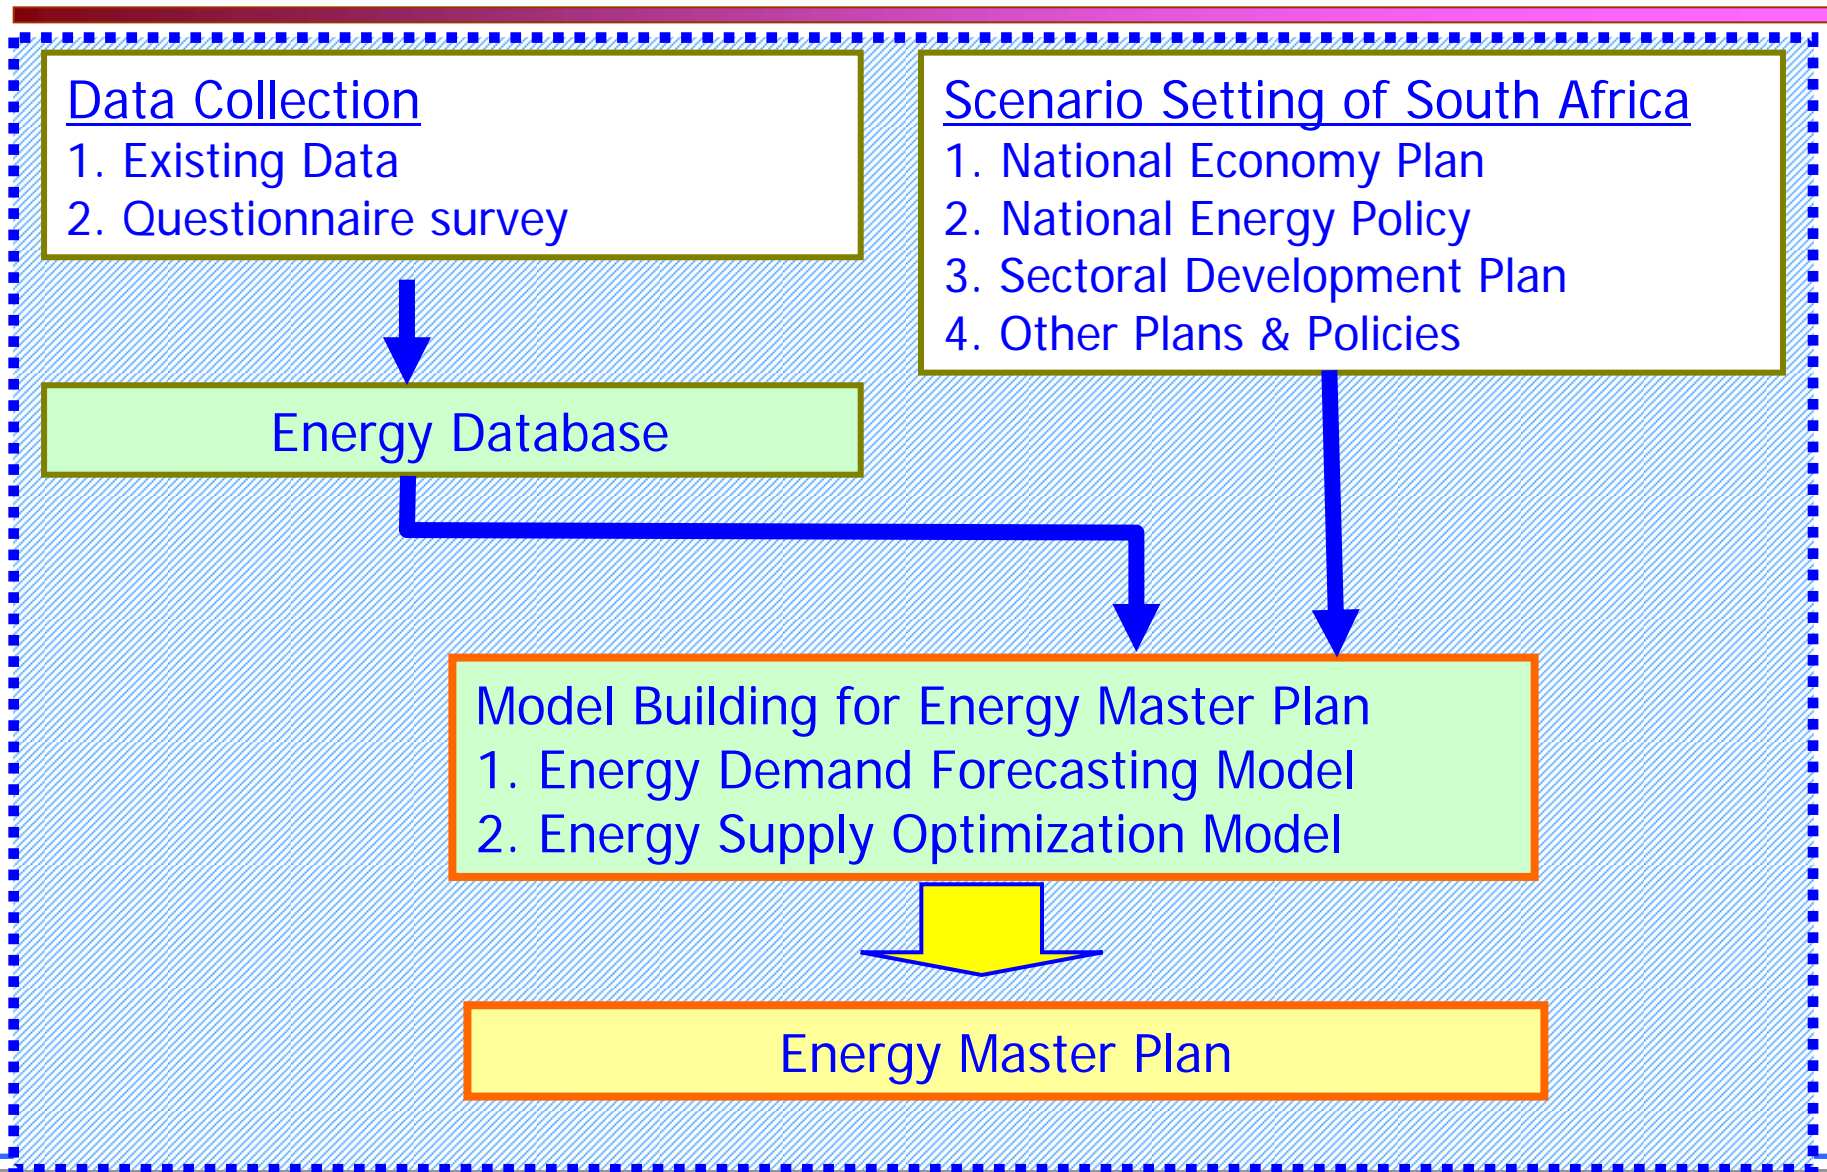 Data Collection
1. Existing Data
2. Questionnaire survey
Scenario Setting of South Africa
1. National Economy Plan
2. National Energy Policy
3. Sectoral Development Plan
4. Other Plans & Policies
Energy Database
Model Building for Energy Master Plan
1. Energy Demand Forecasting Model
2. Energy Supply Optimization Model
Energy Master Plan